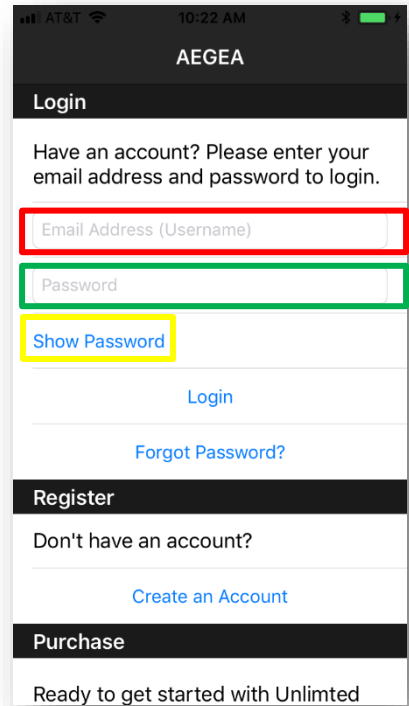 AT&T 10:22 AM
AEGEA
Login
Have an account? Please enter your
email address and password to login.
Email Address (Username)
Password
Show Password
Login
Forgot Password?
Register
Don't have an account?
Create an Account
Purchase
Ready to get started with Unlimted